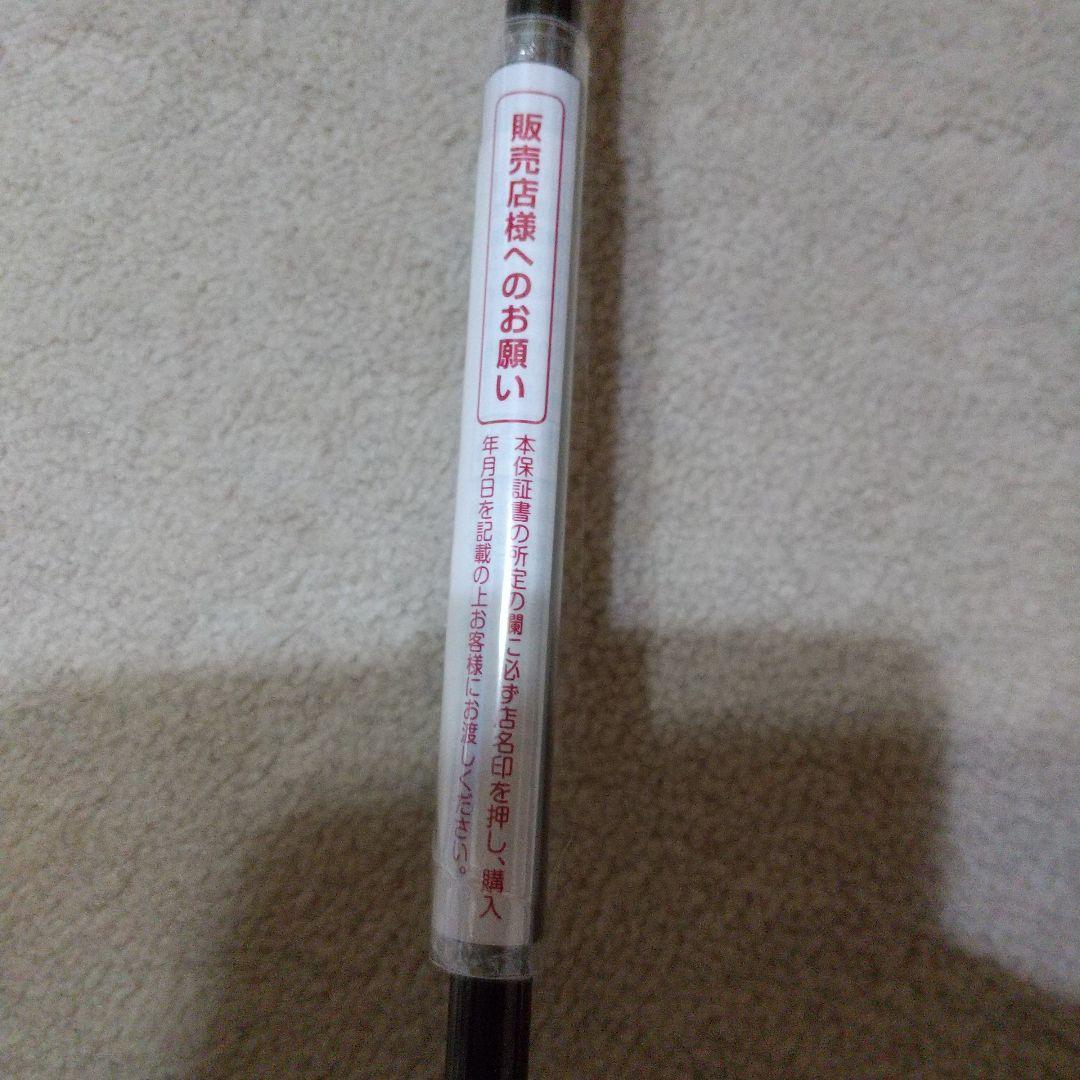 販売店様へのお願い
本保証書の所定の欄に必ず店名印を押し、購入
年月日を記載の上お客様にお渡しください。